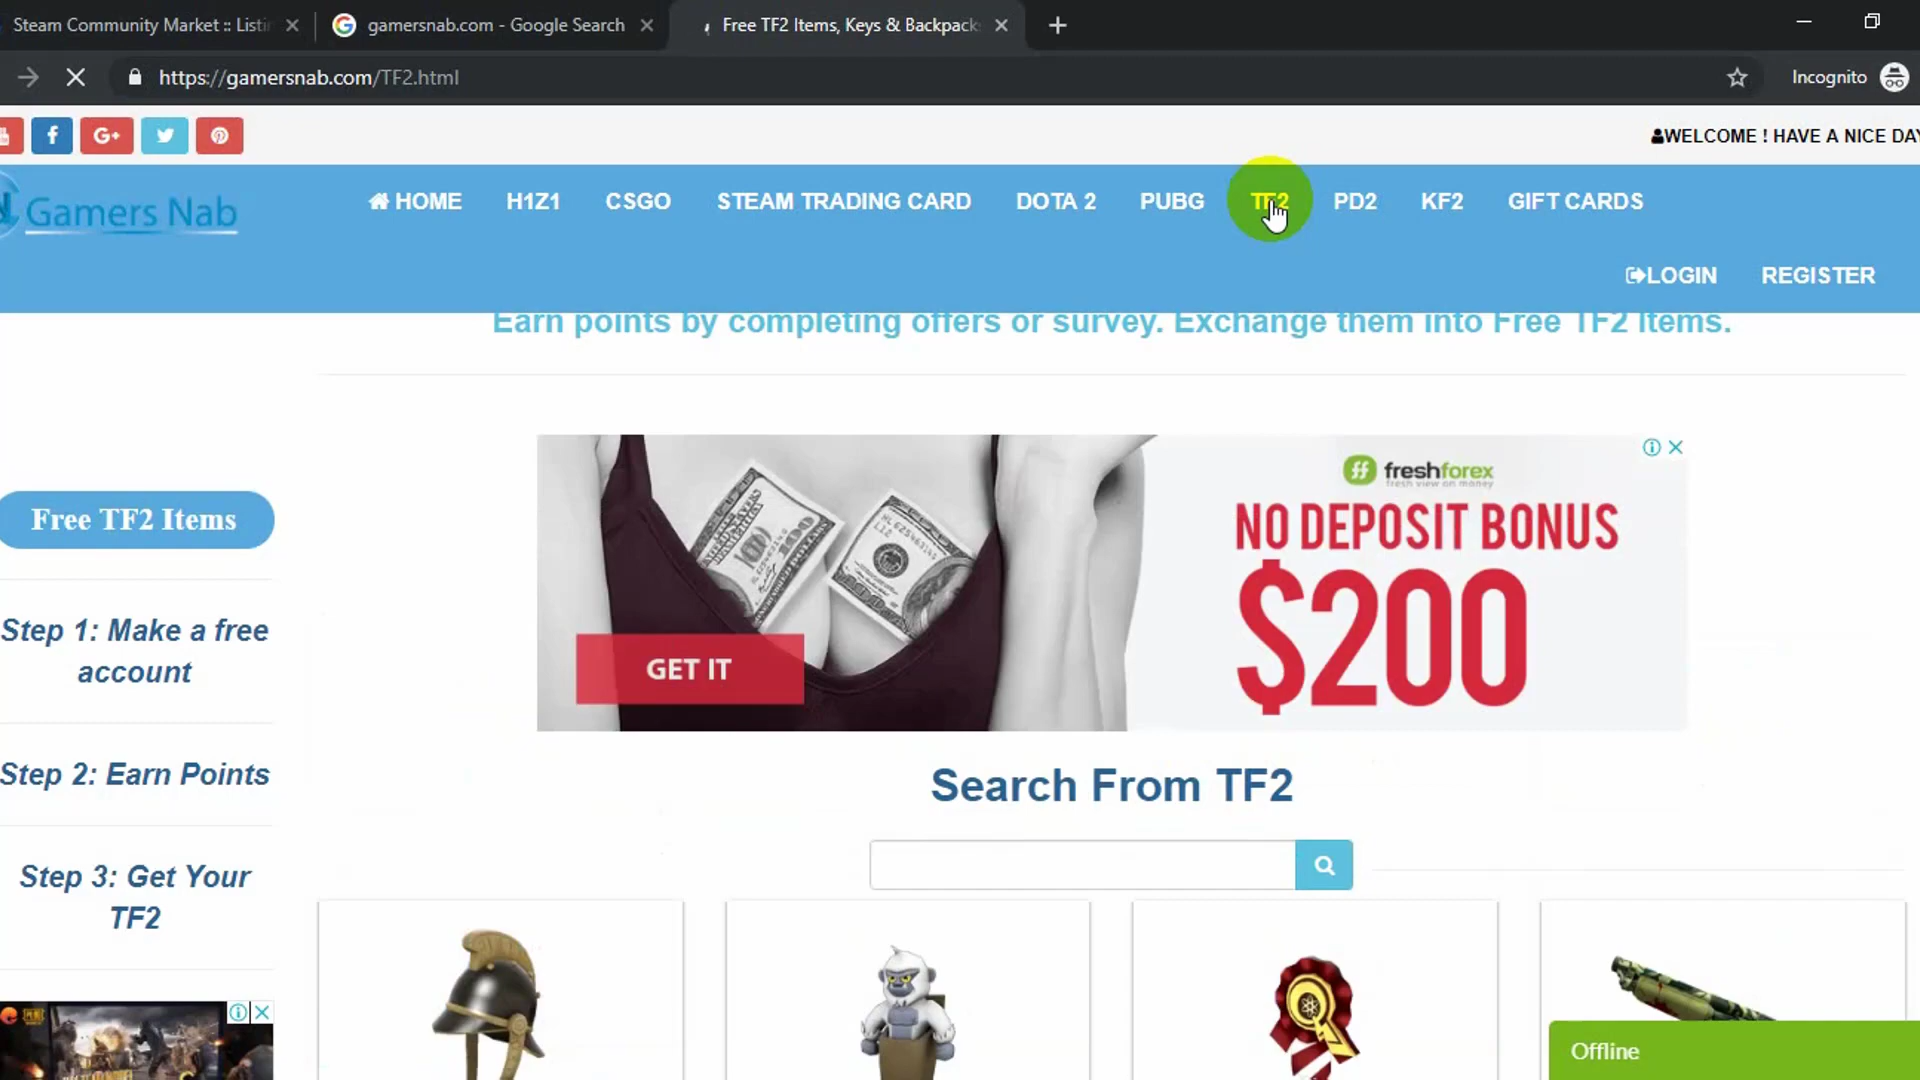 Steam Community Market :: Listi
gamersnab.com - Google Search
Free TF2 Items, Keys & Backpack
https://gamersnab.com/TF2.html
Incognito
WELCOME ! HAVE A NICE DAY
Gamers Nab
HOME
H1Z1
CSGO
STEAM TRADING CARD
DOTA 2
PUBG
TF2
PD2
KF2
GIFT CARDS
LOGIN
REGISTER
Earn points by completing offers or survey. Exchange them into Free TF2 Items.
freshforex
fresh view on money
NO DEPOSIT BONUS
$200
GET IT
Free TF2 Items
Step 1: Make a free
account
Step 2: Earn Points
Step 3: Get Your
TF2
Search From TF2
Offline